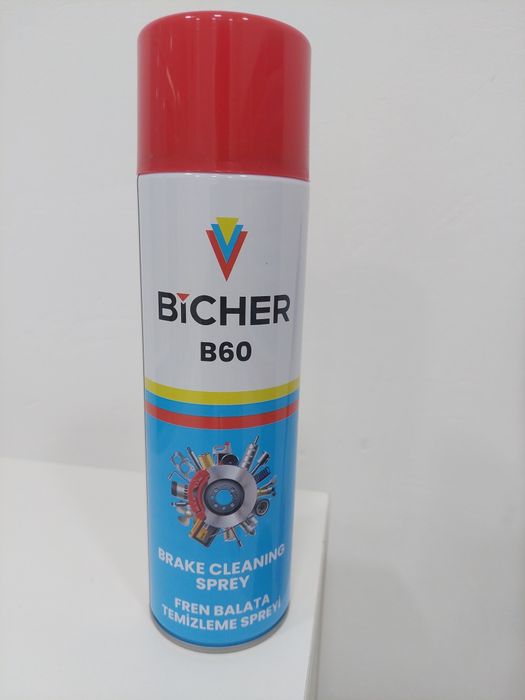 BiCHER
B60
BRAKE CLEANING
SPREY
FREN BALATA
TEMİZLEME SPREYİ